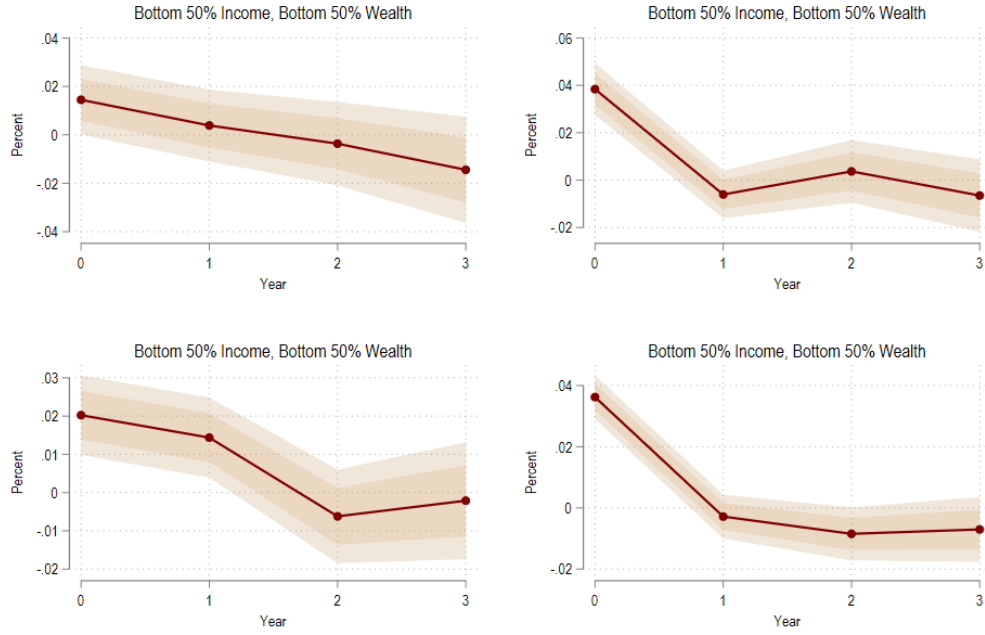 Bottom 50% Income, Bottom 50% Wealth
.04
.02
0
-.02
-.04
Percent
0 1 2 3
Year
Bottom 50% Income, Bottom 50% Wealth
.06
.04
.02
0
-.02
Percent
0 1 2 3
Year
Bottom 50% Income, Bottom 50% Wealth
.03
.02
.01
0
-.01
-.02
Percent
0 1 2 3
Year
Bottom 50% Income, Bottom 50% Wealth
.04
.02
0
-.02
Percent
0 1 2 3
Year